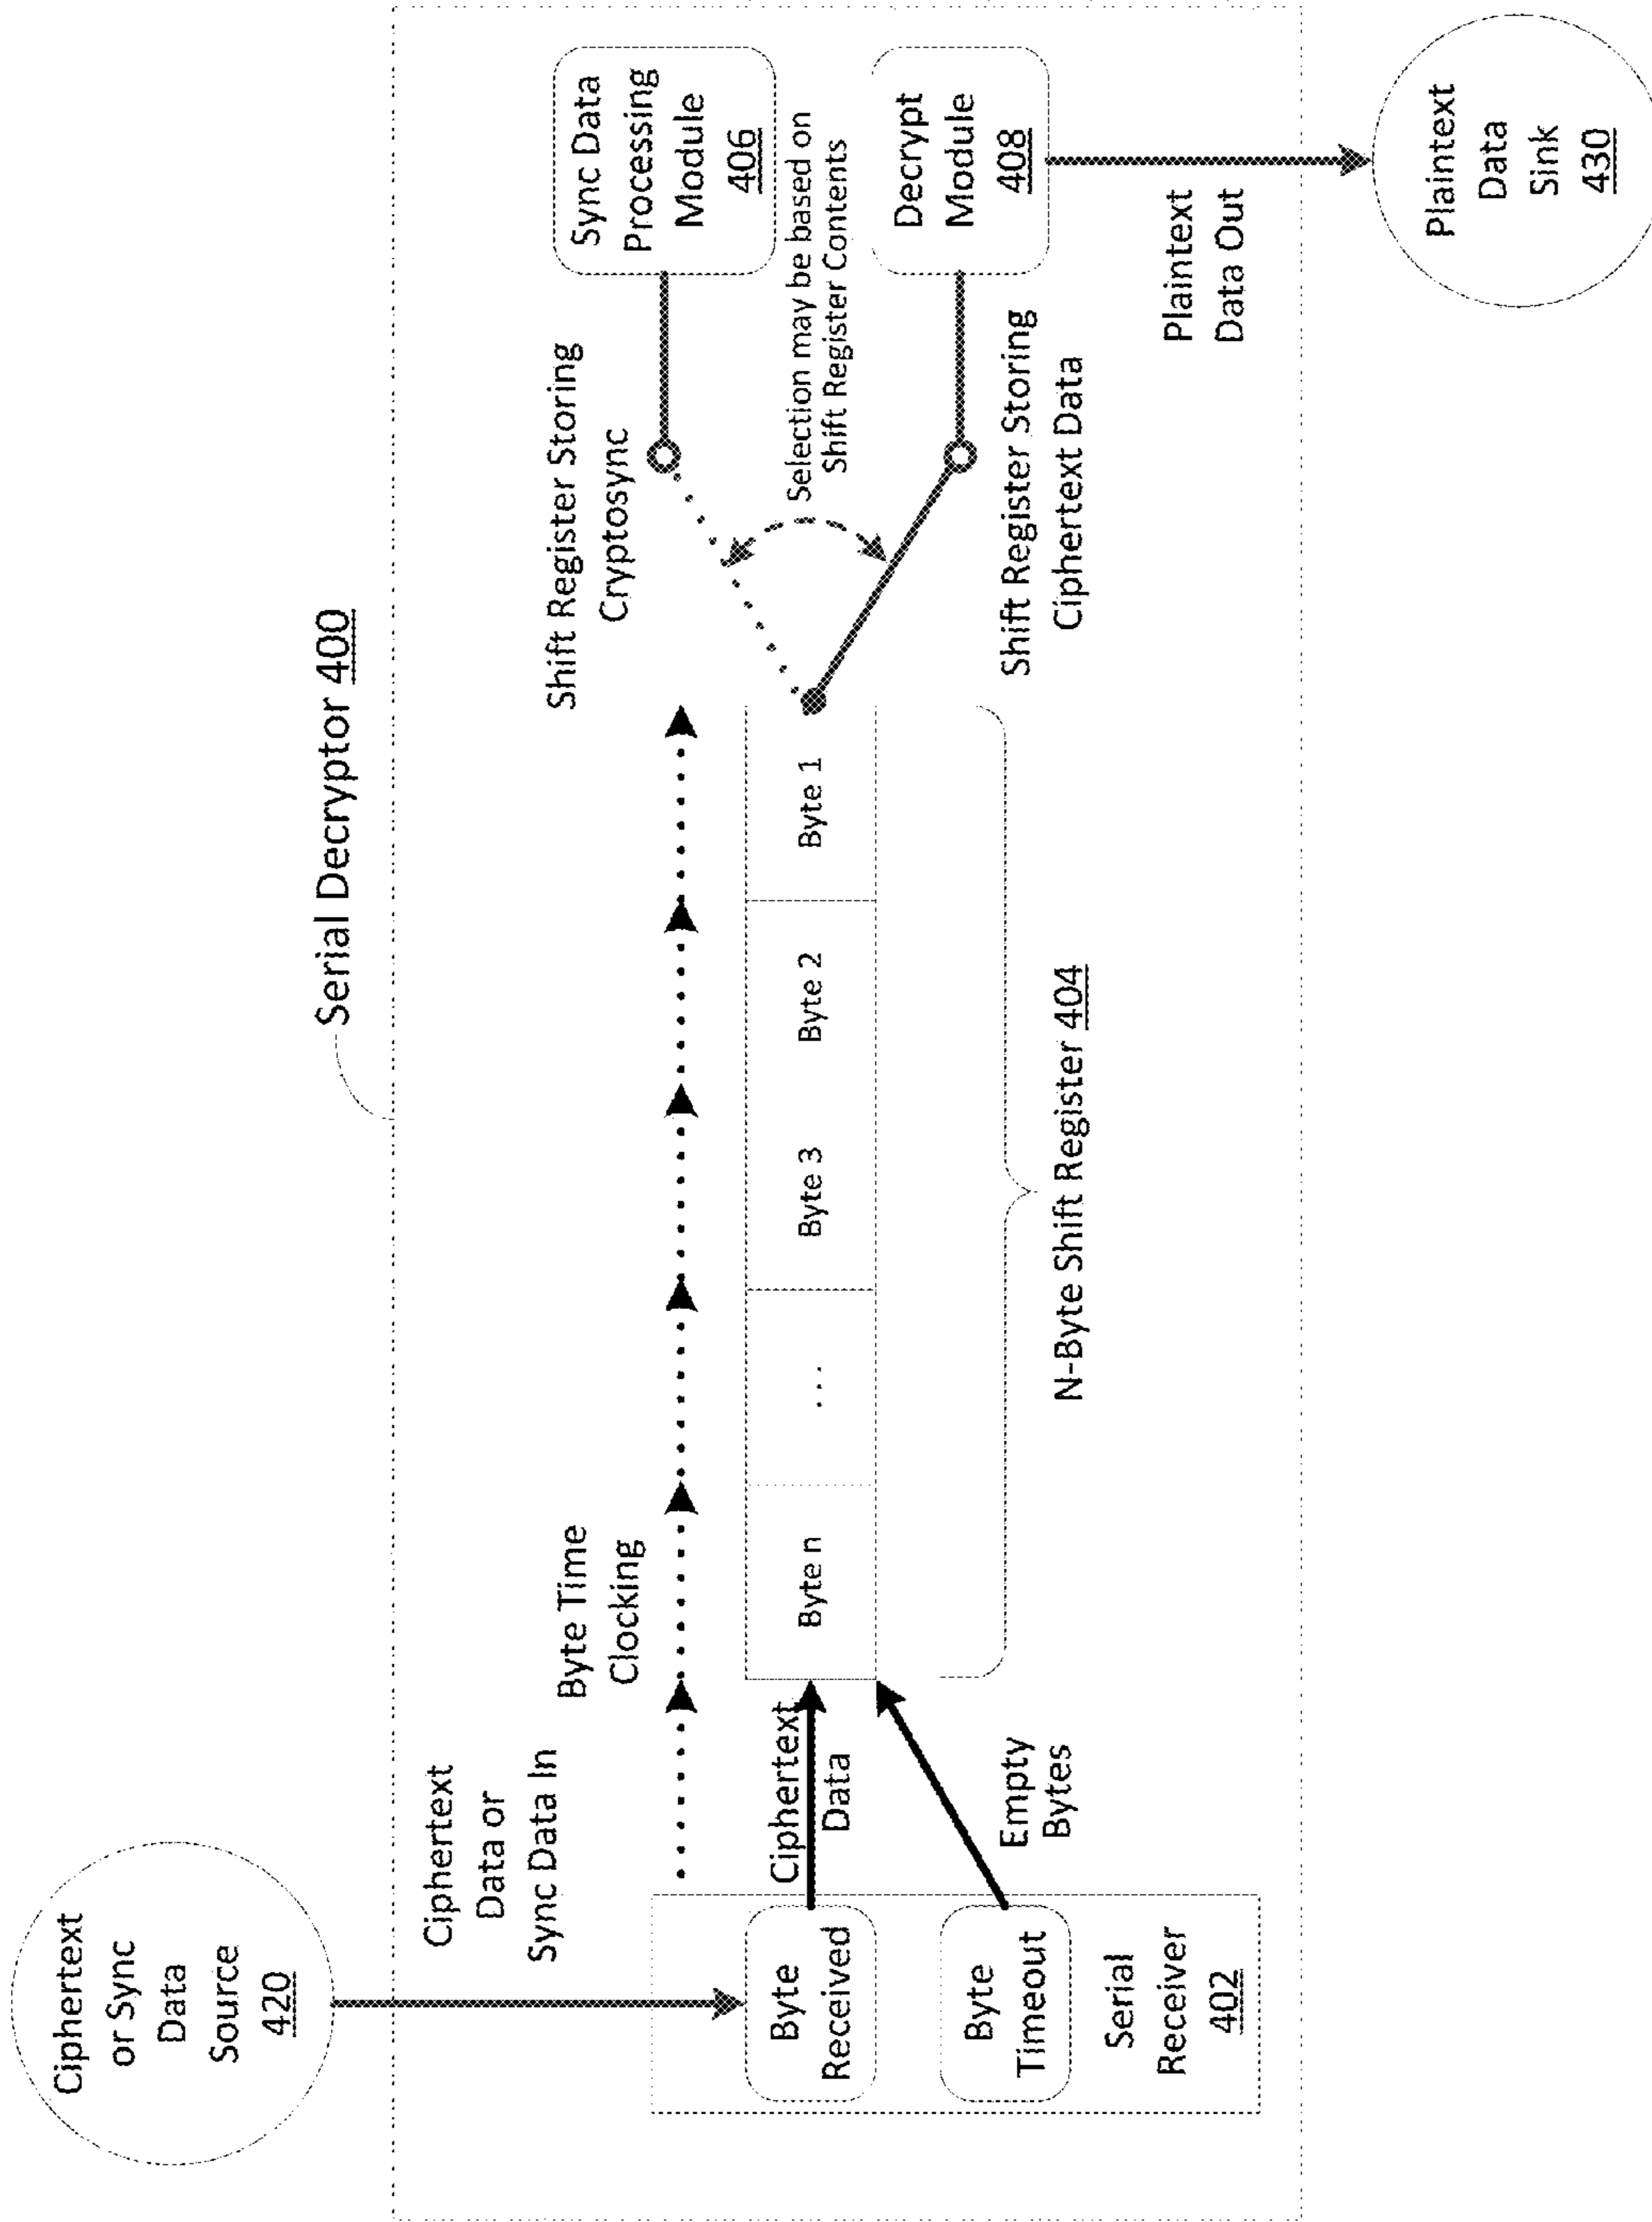 Serial Decryptor 400
Ciphertext
or Sync
Data
Source
420
Ciphertext
Data or
Sync Data In
Byte
Received
Byte
Timeout
Serial
Receiver
402
Byte Time
Clocking
Ciphertext
Data
Empty
Bytes
Byte n
. . .
Byte 3
Byte 2
Byte 1
N-Byte Shift Register 404
Shift Register Storing
Cryptosync
Selection may be based on
Shift Register Contents
Shift Register Storing
Ciphertext Data
Sync Data
Processing
Module
406
Decrypt
Module
408
Plaintext
Data Out
Plaintext
Data
Sink
430